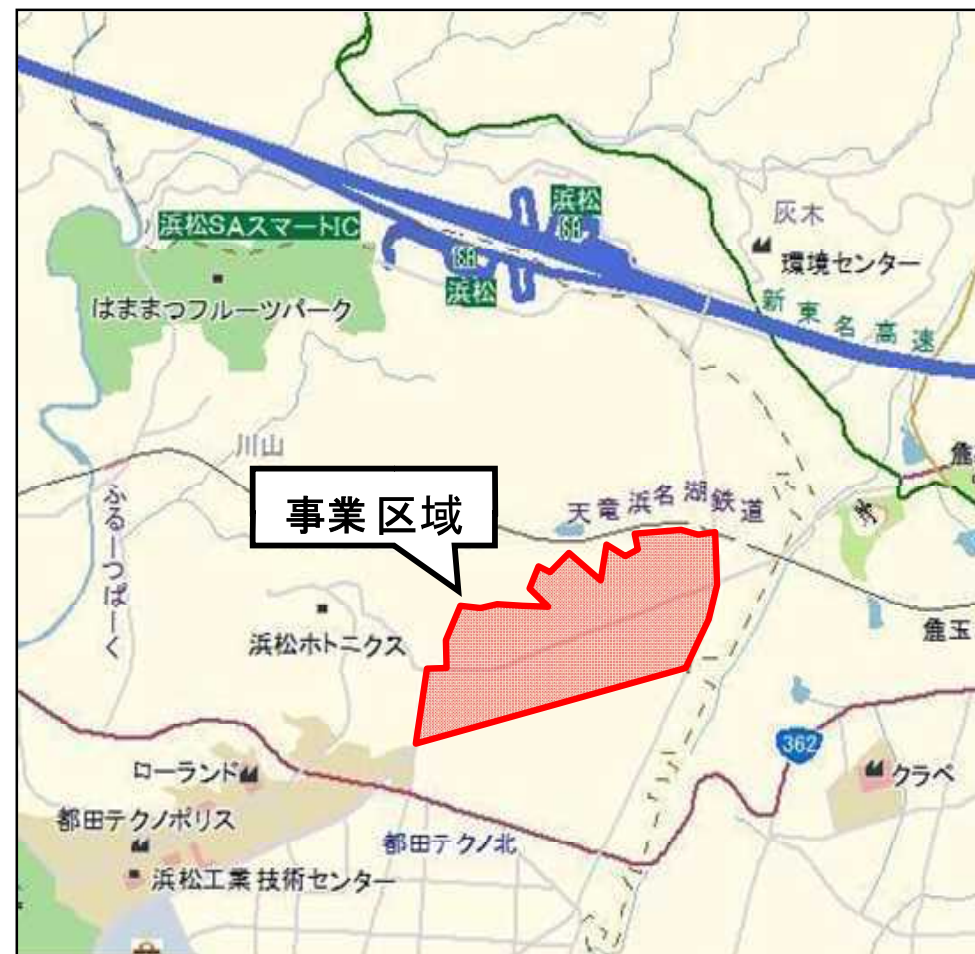 浜松
SA
浜松SAスマートIC
SA
浜松
灰木
環境センター
はままつフルーツパーク
新東名高速
川山
事業区域
天竜浜名湖鉄道
ふるーつぱーく
浜松ホトニクス
麁玉
362
ローランド
クラベ
都田テクノポリス
都田テクノ北
浜松工業技術センター